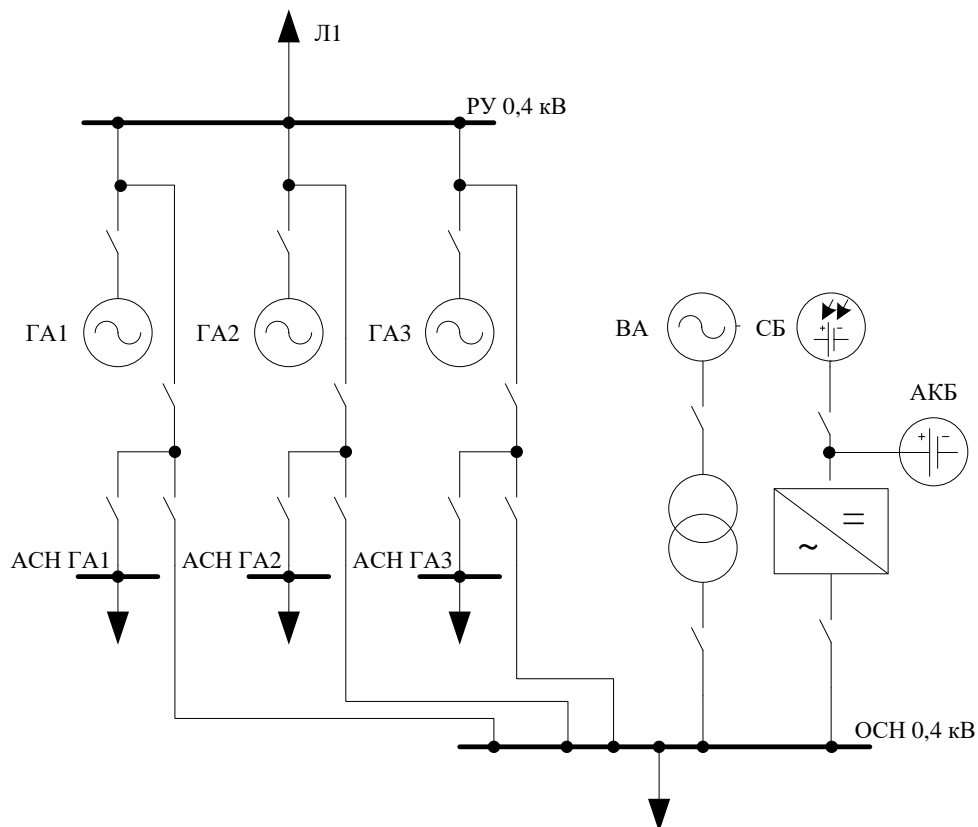 Л1
РУ 0,4 кВ
ГА1
ГА2
ГА3
ВА
СБ
+ −
АКБ
+ −
=
~
АСН ГА1
АСН ГА2
АСН ГА3
ОСН 0,4 кВ